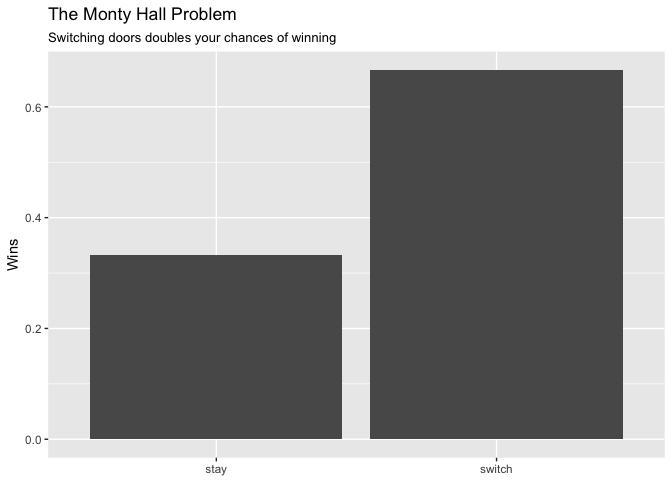 The Monty Hall Problem
Switching doors doubles your chances of winning
Wins
0.6
0.4
0.2
0.0
stay switch